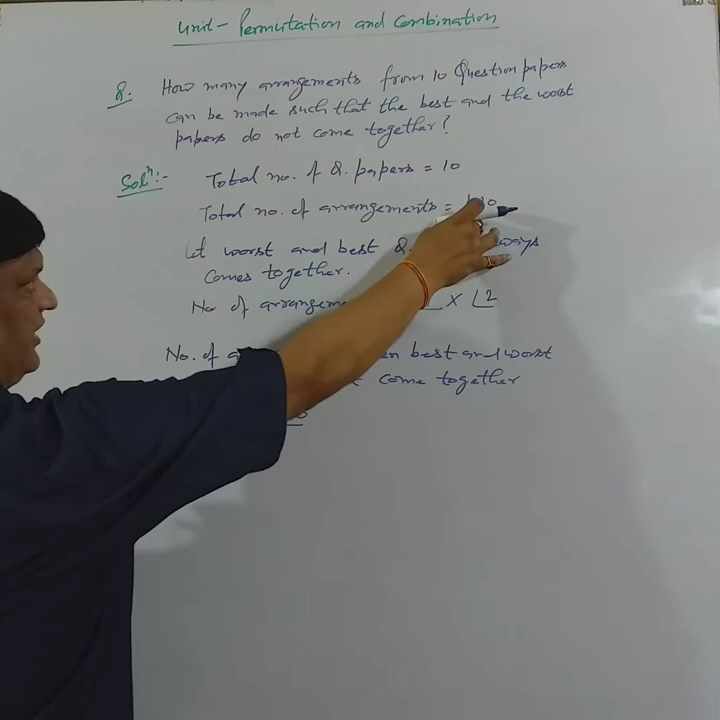 Unit - Permutation and Combination
Q. How many arrangements from 10 Question papers
can be made such that the best and the worst
papers do not come together?
Solⁿ:- Total no. of Q. papers = 10
Total no. of arrangements =
Let worst and best Q.
comes together.
No of × ⌊2
No. of best and worst
come together